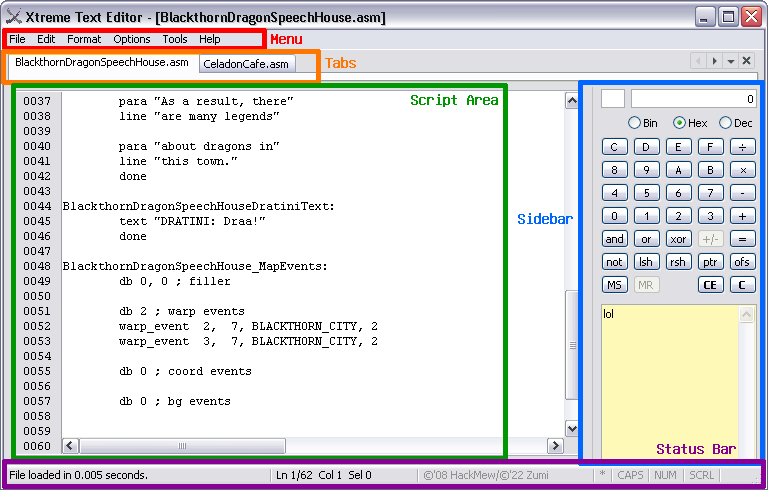 Xtreme Text Editor - [BlackthornDragonSpeechHouse.asm]
File Edit Format Options Tools Help Menu
BlackthornDragonSpeechHouse.asm CeladonCafe.asm Tabs
Script Area
0037 para "As a result, there"
0038 line "are many legends"
0039
0040 para "about dragons in"
0041 line "this town."
0042 done
0043
0044 BlackthornDragonSpeechHouseDratiniText:
0045 text "DRATINI: Draa!"
0046 done
0047
0048 BlackthornDragonSpeechHouse_MapEvents:
0049 db 0, 0 ; filler
0050
0051 db 2 ; warp events
0052 warp_event  2,  7, BLACKTHORN_CITY, 2
0053 warp_event  3,  7, BLACKTHORN_CITY, 2
0054
0055 db 0 ; coord events
0056
0057 db 0 ; bg events
0058
0059
0060
Sidebar
0
Bin Hex Dec
C D E F ÷
8 9 A B ×
4 5 6 7 -
0 1 2 3 +
and or xor +/- =
not lsh rsh ptr ofs
MS MR CE C
lol
Status Bar
File loaded in 0.005 seconds. Ln 1/62 Col 1 Sel 0 ©'08 HackMew/©'22 Zumi * CAPS NUM SCRL